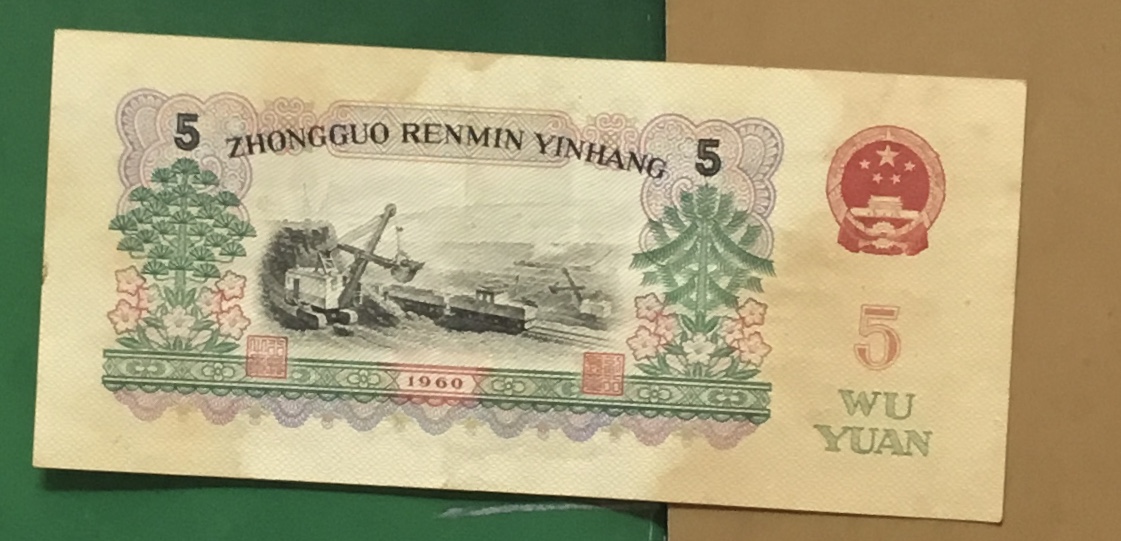 5 ZHONGGUO RENMIN YINHANG 5
1960
5
WU
YUAN